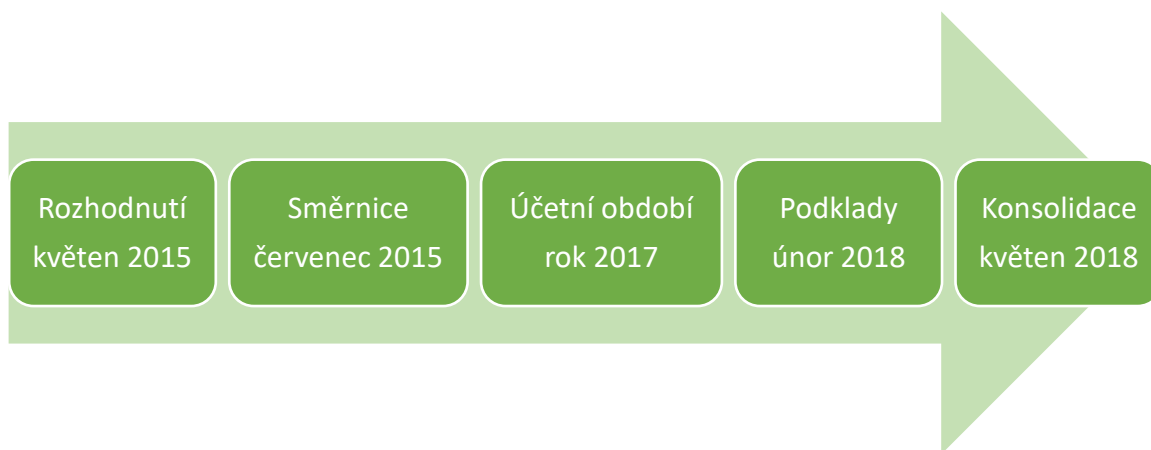 Rozhodnutí
květen 2015
Směrnice
červenec 2015
Účetní období
rok 2017
Podklady
únor 2018
Konsolidace
květen 2018